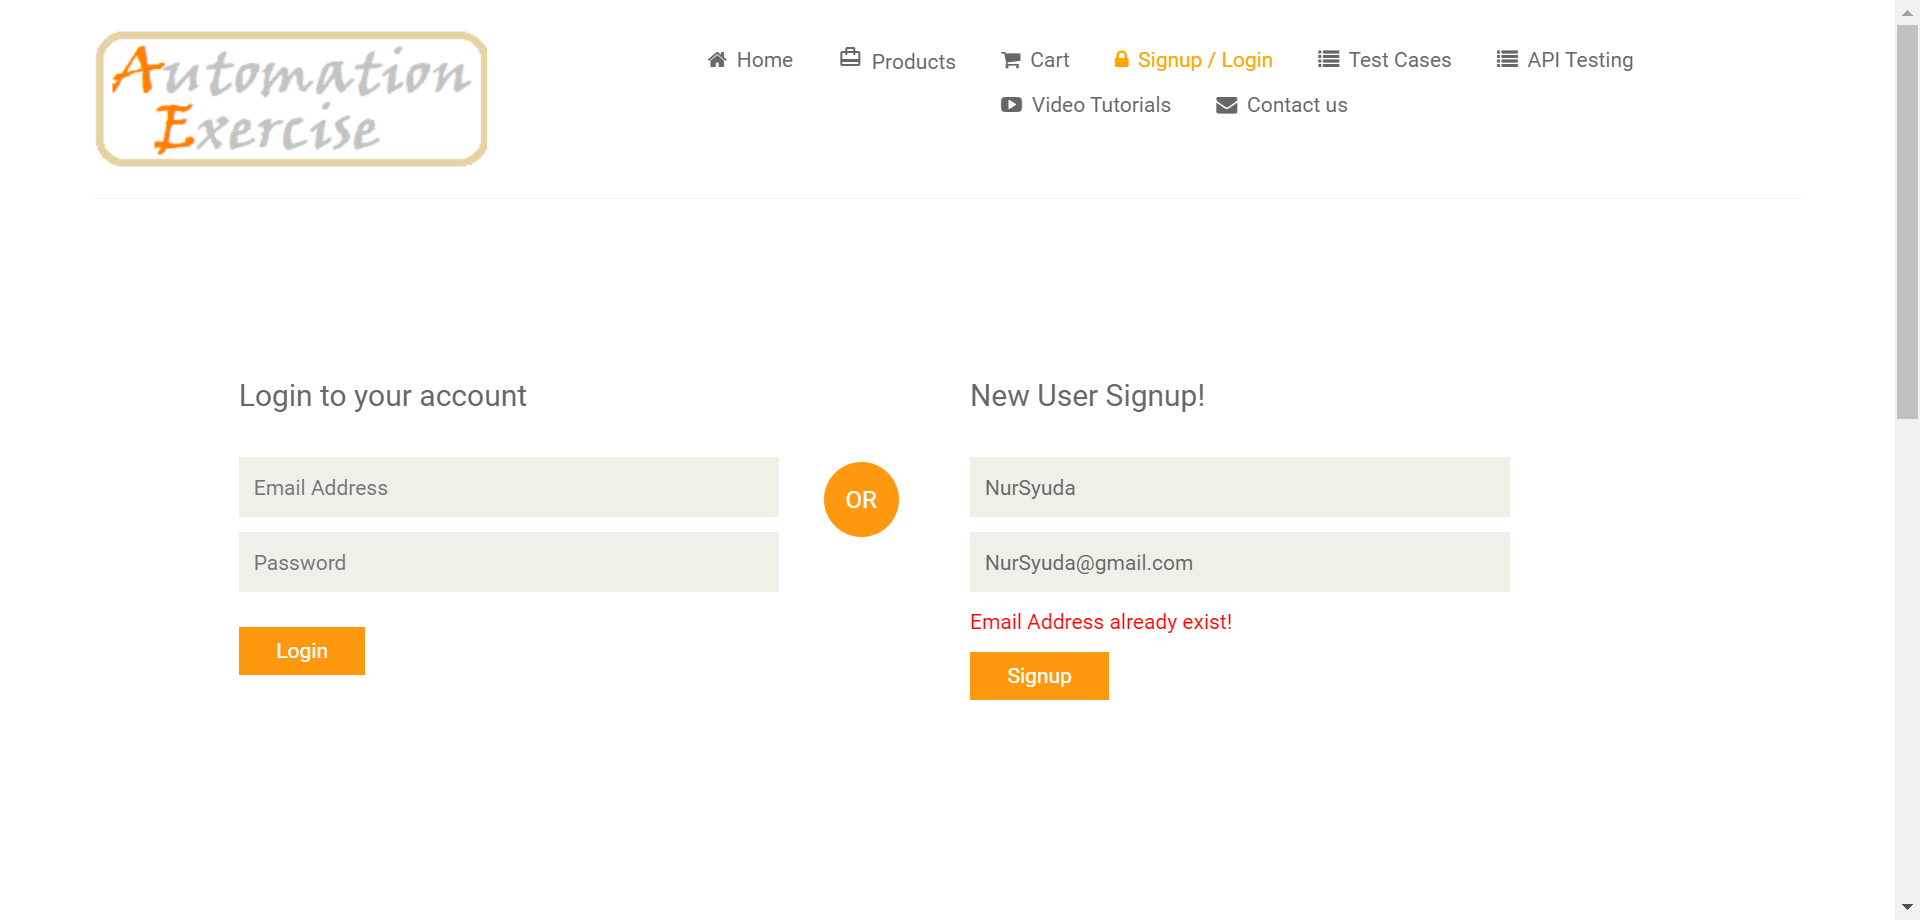 Automation
Exercise
Home
Products
Cart
Signup / Login
Test Cases
API Testing
Video Tutorials
Contact us
Login to your account
Email Address
Password
Login
OR
New User Signup!
NurSyuda
NurSyuda@gmail.com
Email Address already exist!
Signup